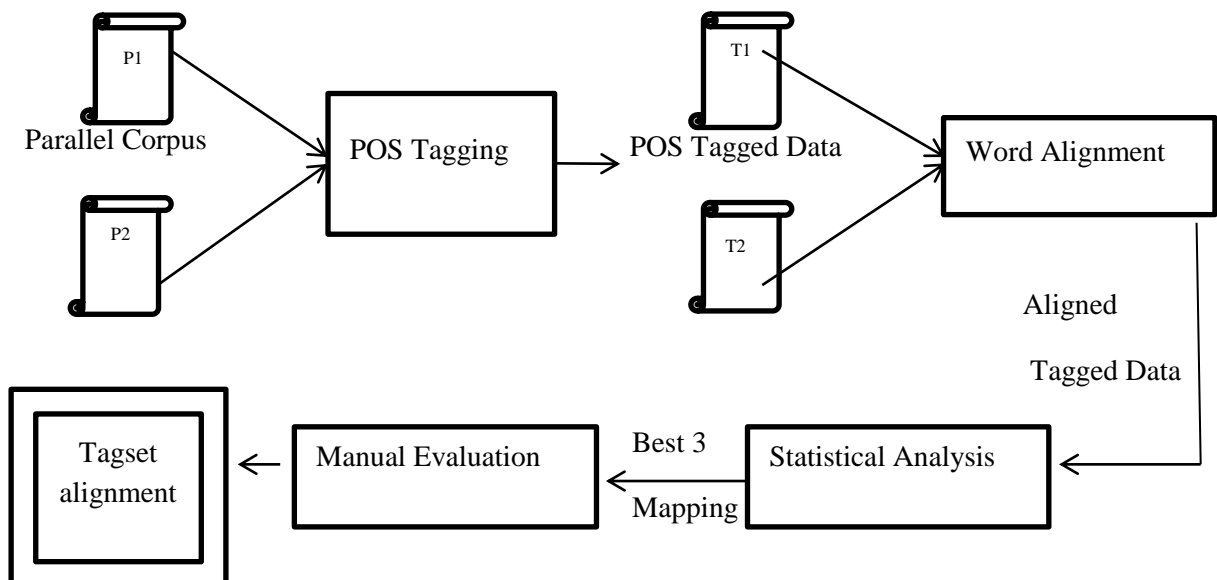 P1
Parallel Corpus
P2
POS Tagging
T1
POS Tagged Data
T2
Word Alignment
Aligned
Tagged Data
Statistical Analysis
Best 3
Mapping
Manual Evaluation
Tagset
alignment